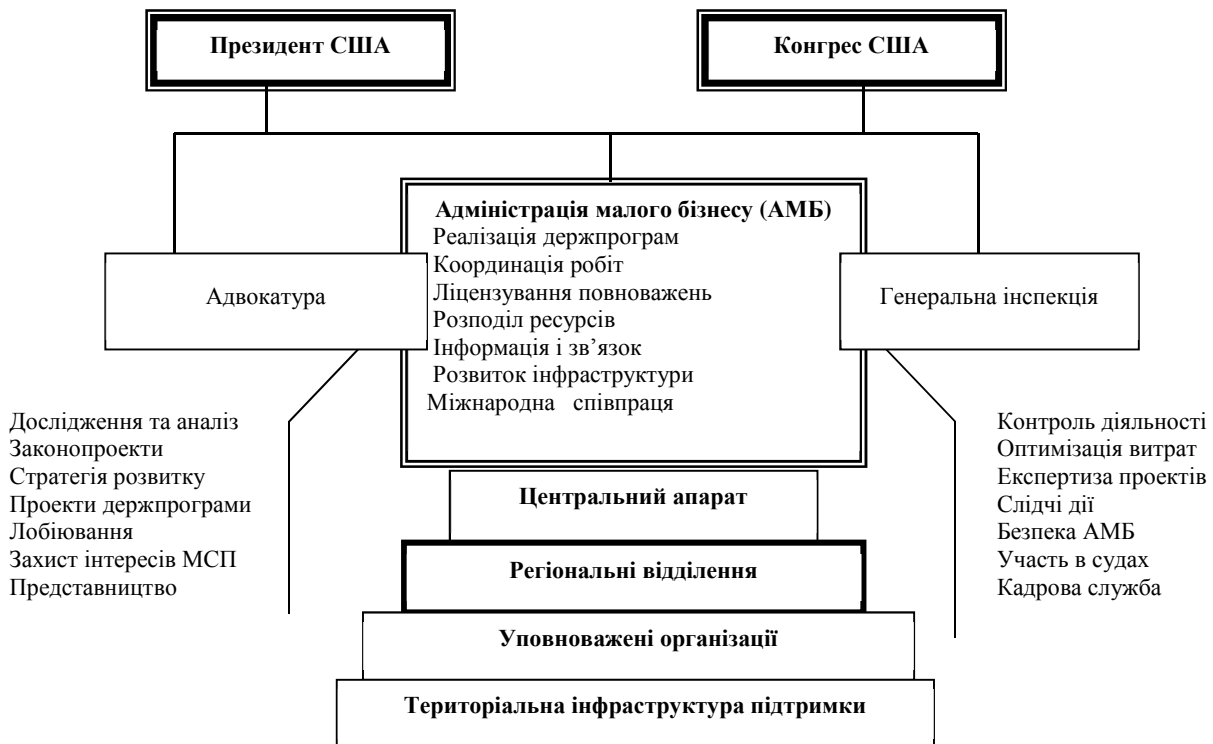 Президент США
Конгрес США
Адміністрація малого бізнесу (АМБ)
Реалізація держпрограм
Координація робіт
Ліцензування повноважень
Розподіл ресурсів
Інформація і зв’язок
Розвиток інфраструктури
Міжнародна співпраця
Адвокатура
Генеральна інспекція
Дослідження та аналіз
Законопроекти
Стратегія розвитку
Проекти держпрограми
Лобіювання
Захист інтересів МСП
Представництво
Контроль діяльності
Оптимізація витрат
Експертиза проектів
Слідчі дії
Безпека АМБ
Участь в судах
Кадрова служба
Центральний апарат
Регіональні відділення
Уповноважені організації
Територіальна інфраструктура підтримки